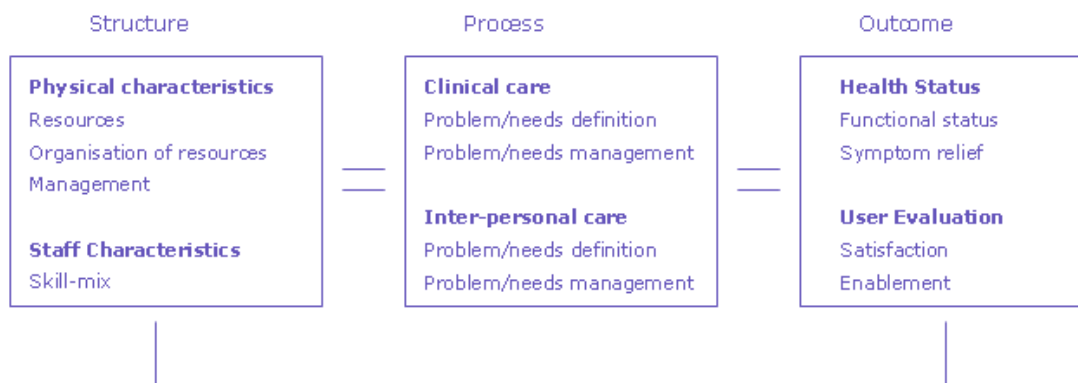 Structure
Physical characteristics
Resources
Organisation of resources
Management
Staff Characteristics
Skill-mix
Process
Clinical care
Problem/needs definition
Problem/needs management
Inter-personal care
Problem/needs definition
Problem/needs management
Outcome
Health Status
Functional status
Symptom relief
User Evaluation
Satisfaction
Enablement